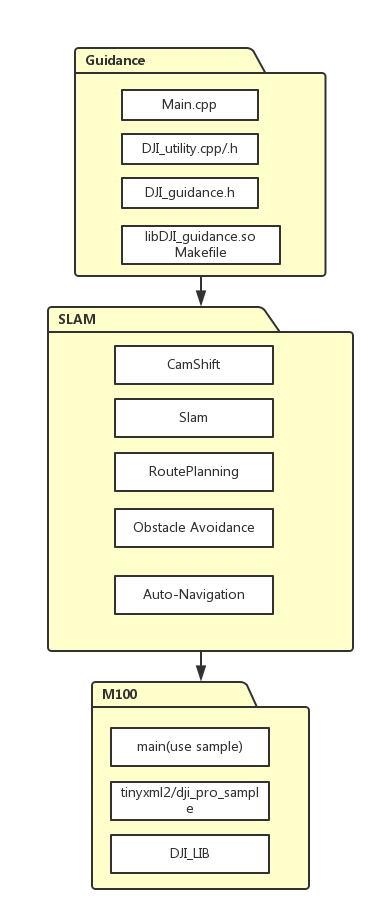 Guidance
Main.cpp
DJI_utility.cpp/.h
DJI_guidance.h
libDJI_guidance.so
Makefile
SLAM
CamShift
Slam
RoutePlanning
Obstacle Avoidance
Auto-Navigation
M100
main(use sample)
tinyxml2/dji_pro_sampl
e
DJI_LIB